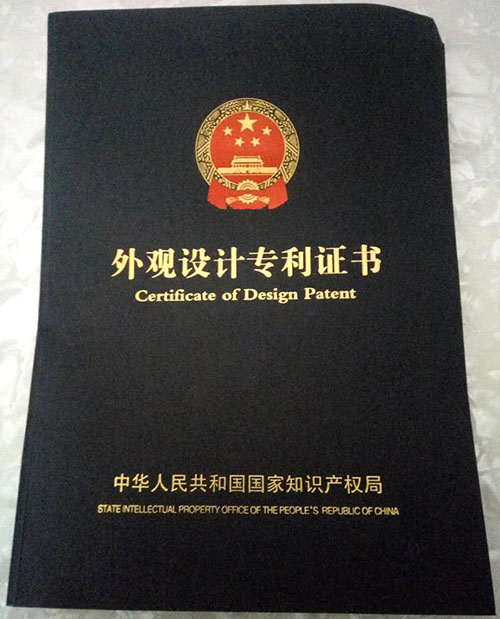 外观设计专利证书
Certificate of Design Patent
中华人民共和国国家知识产权局
STATE INTELLECTUAL PROPERTY OFFICE OF THE PEOPLE'S REPUBLIC OF CHINA